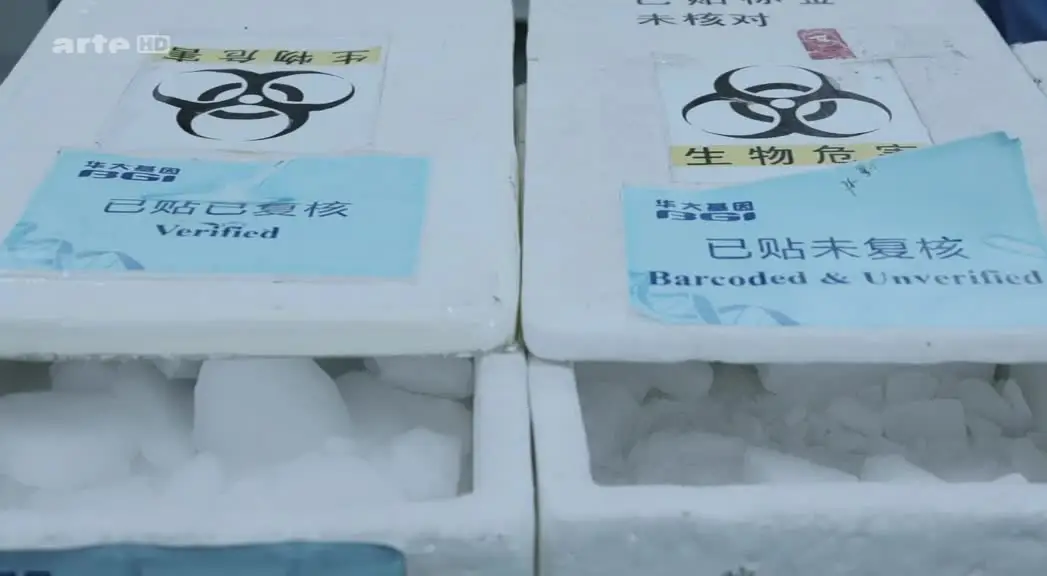 arte HD
生物危害
华大基因
BGI
已贴已复核
Verified
未核对
生物危害
华大基因
BGI
已贴未复核
Barcoded & Unverified